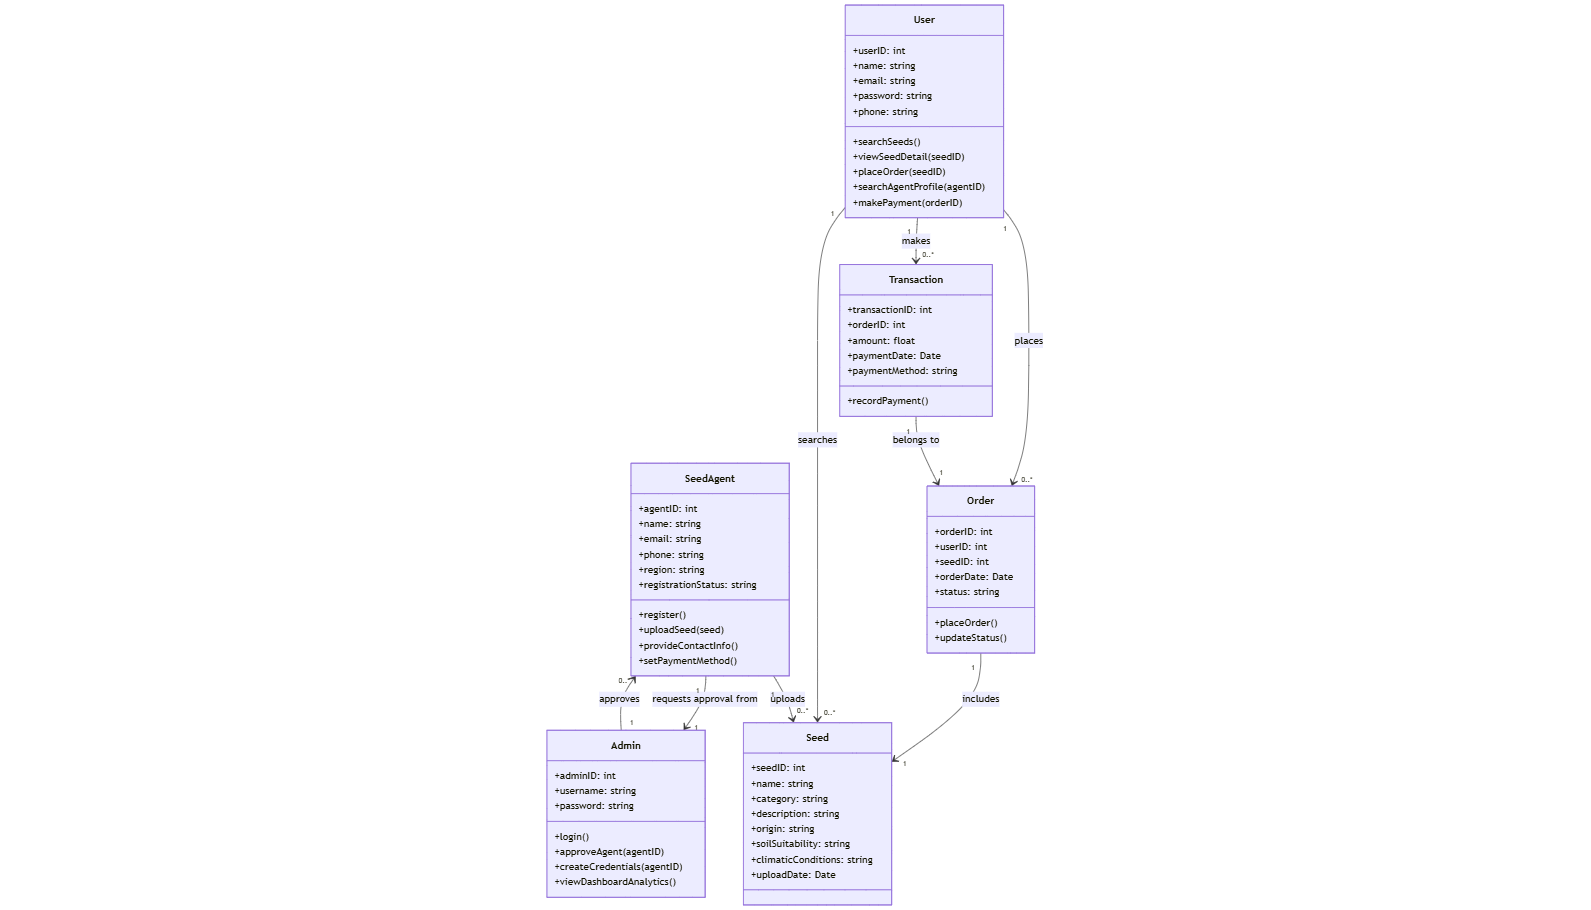 User
+userID: int
+name: string
+email: string
+password: string
+phone: string
+searchSeeds()
+viewSeedDetail(seedID)
+placeOrder(seedID)
+searchAgentProfile(agentID)
+makePayment(orderID)
1
1
1
makes
0..*
Transaction
+transactionID: int
+orderID: int
+amount: float
+paymentDate: Date
+paymentMethod: string
+recordPayment()
places
searches
1
belongs to
1
0..*
SeedAgent
+agentID: int
+name: string
+email: string
+phone: string
+region: string
+registrationStatus: string
+register()
+uploadSeed(seed)
+provideContactInfo()
+setPaymentMethod()
Order
+orderID: int
+userID: int
+seedID: int
+orderDate: Date
+status: string
+placeOrder()
+updateStatus()
0..*
approves
1
1
requests approval from
1
1
uploads
0..*
0..*
1
includes
1
Admin
+adminID: int
+username: string
+password: string
+login()
+approveAgent(agentID)
+createCredentials(agentID)
+viewDashboardAnalytics()
Seed
+seedID: int
+name: string
+category: string
+description: string
+origin: string
+soilSuitability: string
+climaticConditions: string
+uploadDate: Date